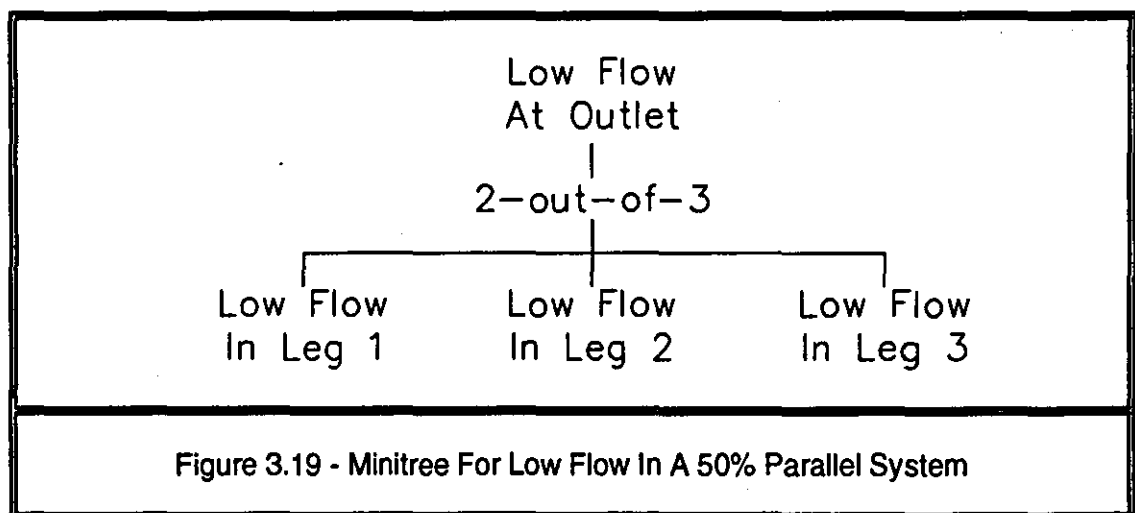 Low Flow
At Outlet
2-out-of-3
Low Flow
In Leg 1
Low Flow
In Leg 2
Low Flow
In Leg 3
Figure 3.19 - Minitree For Low Flow In A 50% Parallel System